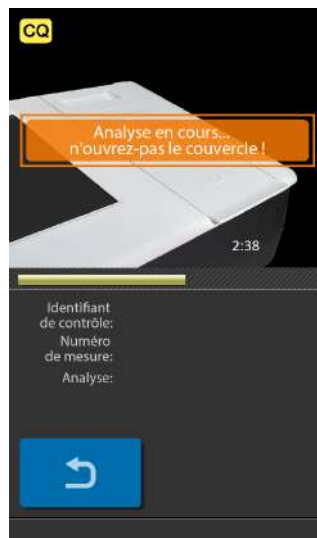 CQ
Analyse en cours...
n'ouvrez-pas le couvercle !
2:38
Identifiant
de contrôle:
Numéro
de mesure:
Analyse: